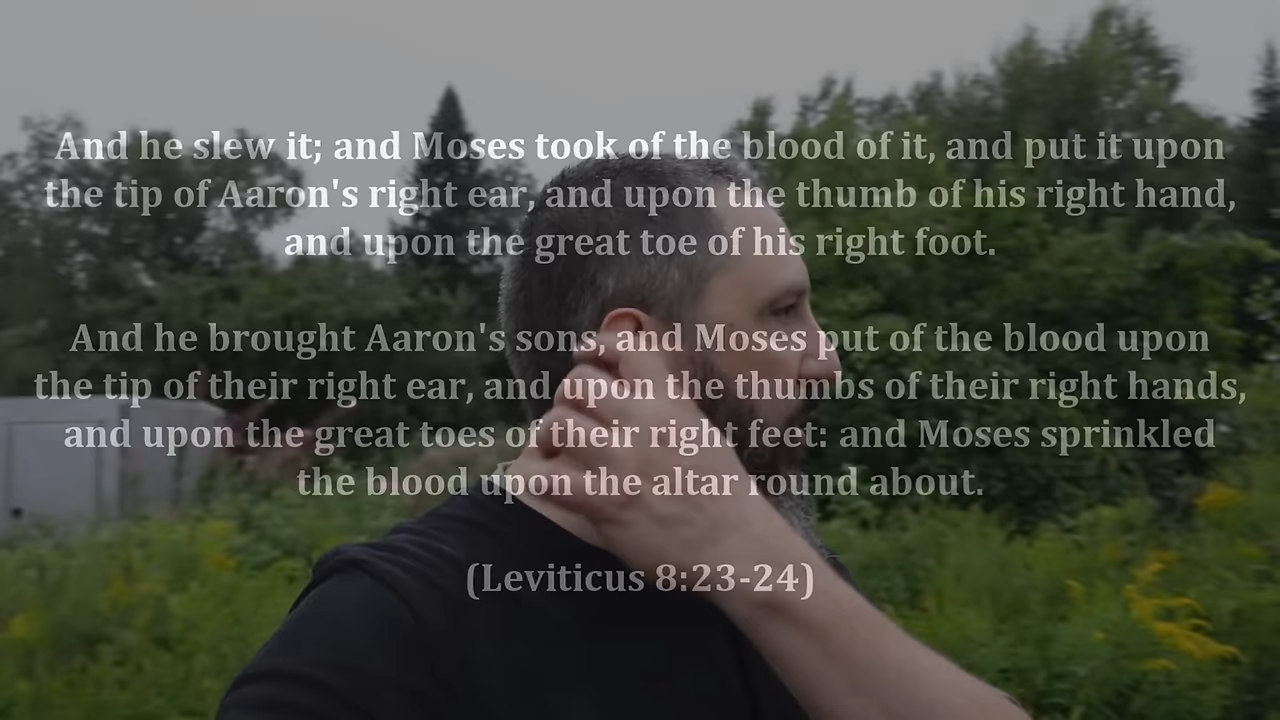 And he slew it; and Moses took of the blood of it, and put it upon
the tip of Aaron's right ear, and upon the thumb of his right hand,
and upon the great toe of his right foot.
And he brought Aaron's sons, and Moses put of the blood upon
the tip of their right ear, and upon the thumbs of their right hands,
and upon the great toes of their right feet: and Moses sprinkled
the blood upon the altar round about.
(Leviticus 8:23-24)